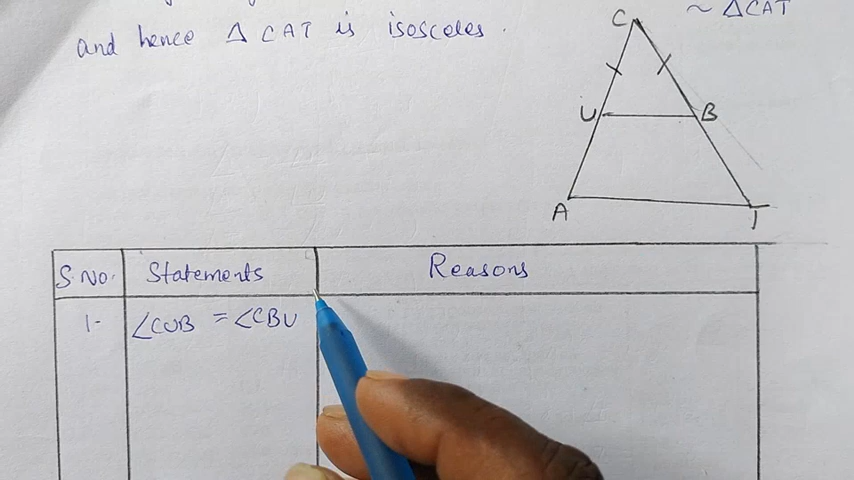 ~ ΔCAT
and hence Δ CAT is isosceles.
C
U
B
A
T
S.No. Statements Reasons
1- ∠CUB = ∠CBU